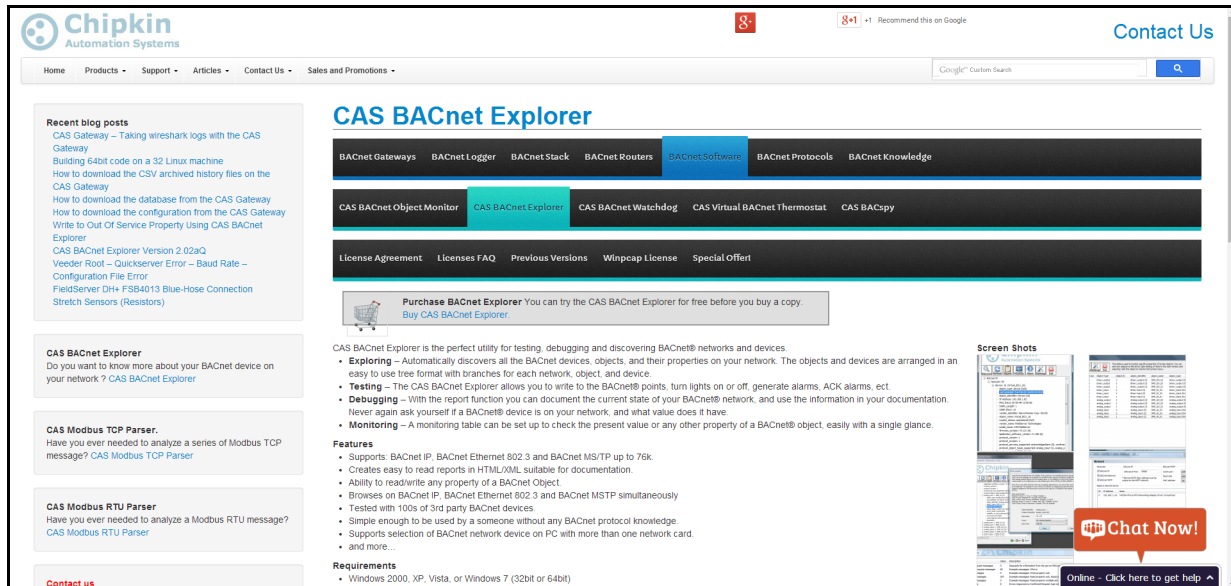 Chipkin
Automation Systems
g+
g+1 +1 Recommend this on Google
Contact Us
Home Products Support Articles Contact Us Sales and Promotions
Google™ Custom Search
Recent blog posts
CAS Gateway – Taking wireshark logs with the CAS
Gateway
Building 64bit code on a 32 Linux machine
How to download the CSV archived history files on the
CAS Gateway
How to download the database from the CAS Gateway
How to download the configuration from the CAS Gateway
Write to Out Of Service Property Using CAS BACnet
Explorer
CAS BACnet Explorer Version 2.02aQ
Veeder Root – Quickserver Error – Baud Rate –
Configuration File Error
FieldServer DH+ FSB4013 Blue-Hose Connection
Stretch Sensors (Resistors)
CAS BACnet Explorer
Do you want to know more about your BACnet device on
your network ? CAS BACnet Explorer
CAS Modbus TCP Parser.
Have you ever needed to analyze a series of Modbus TCP
message? CAS Modbus TCP Parser
CAS Modbus RTU Parser
Have you ever needed to analyze a Modbus RTU message?
CAS Modbus RTU Parser
Contact us
CAS BACnet Explorer
BACnet Gateways BACnet Logger BACnet Stack BACnet Routers BACnet Software BACnet Protocols BACnet Knowledge
CAS BACnet Object Monitor CAS BACnet Explorer CAS BACnet Watchdog CAS Virtual BACnet Thermostat CAS BACspy
License Agreement Licenses FAQ Previous Versions Winpcap License Special Offer!
Purchase BACnet Explorer You can try the CAS BACnet Explorer for free before you buy a copy.
Buy CAS BACnet Explorer.
CAS BACnet Explorer is the perfect utility for testing, debugging and discovering BACnet® networks and devices.
• Exploring – Automatically discovers all the BACnet devices, objects, and their properties on your network. The objects and devices are arranged in an
easy to use tree format with branches for each network, object, and device.
• Testing – The CAS BACnet Explorer allows you to write to the BACnet® points, turn lights on or off, generate alarms, ACK alarms, ect.
• Debugging – With the report function you can document the current state of your BACnet® network, and use the information in your documentation.
Never again ask yourself if a BACnet® device is on your network, and what value does it have.
• Monitoring – A monitoring table can be set up to check the present value or any other property of a BACnet® object, easily with a single glance.
Features
• Supports: BACnet IP, BACnet Ethernet 802.3 and BACnet MS/TP up to 76k.
• Creates easy to read reports in HTML/XML suitable for documentation.
• Ability to read/write any property of a BACnet Object.
• Browses on BACnet IP, BACnet Ethernet 802.3 and BACnet MSTP simultaneously
• Tested with 100s of 3rd party BACnet devices.
• Simple enough to be used by a someone without any BACnet protocol knowledge.
• Supports selection of BACnet network device on PC with more than one network card.
• and more…
Requirements
• Windows 2000, XP, Vista, or Windows 7 (32bit or 64bit)
Screen Shots
Chat Now!
Online - Click here to get help